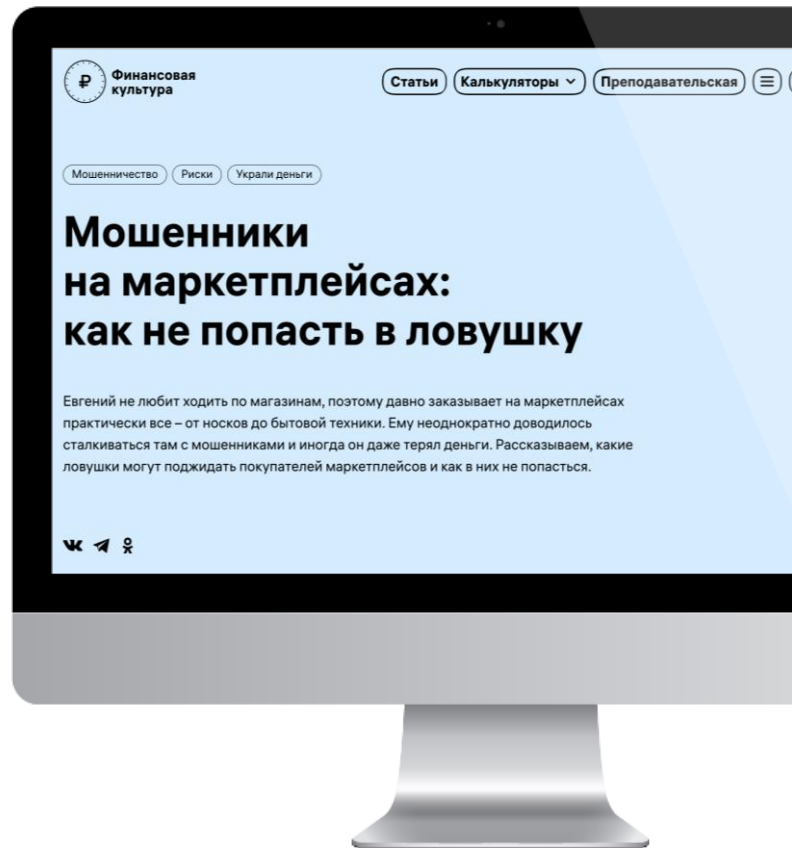 Финансовая
культура
Статьи
Калькуляторы
Преподавательская
Мошенничество
Риски
Украли деньги
Мошенники
на маркетплейсах:
как не попасть в ловушку
Евгений не любит ходить по магазинам, поэтому давно заказывает на маркетплейсах
практически все – от носков до бытовой техники. Ему неоднократно доводилось
сталкиваться там с мошенниками и иногда он даже терял деньги. Рассказываем, какие
ловушки могут поджидать покупателей маркетплейсов и как в них не попасться.